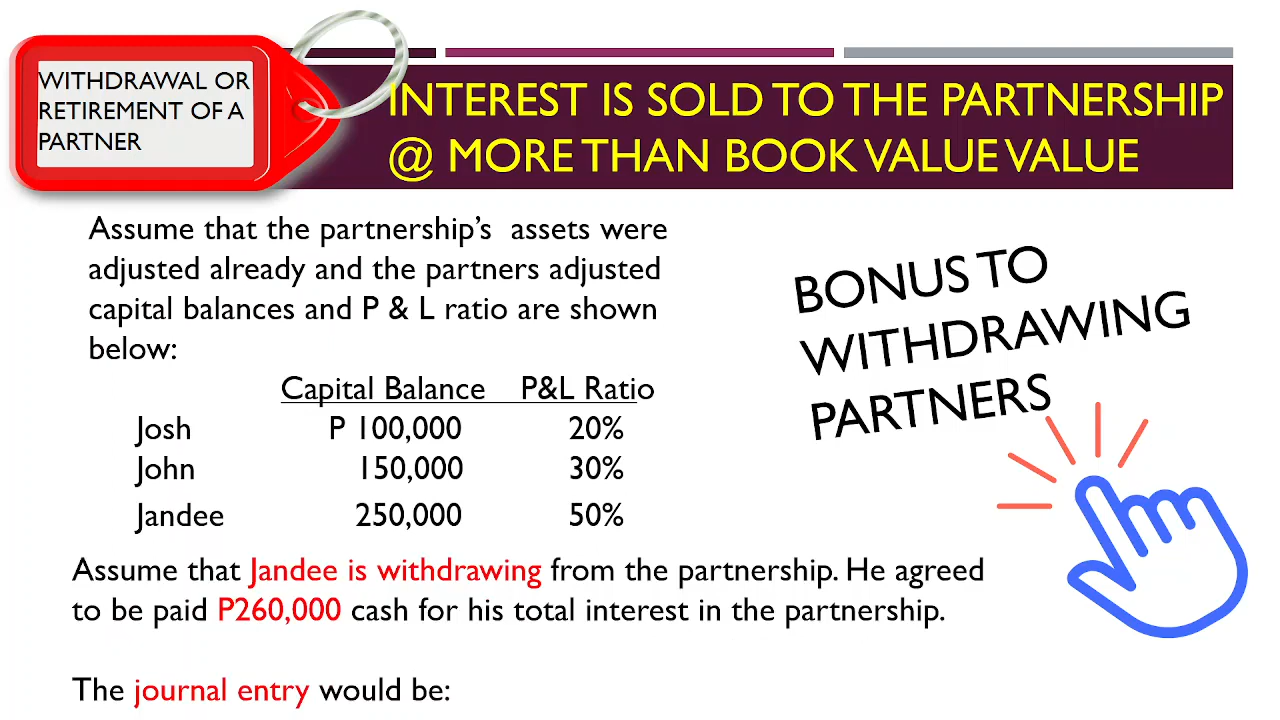 WITHDRAWAL OR
RETIREMENT OF A
PARTNER
INTEREST IS SOLD TO THE PARTNERSHIP
@ MORE THAN BOOK VALUE VALUE
Assume that the partnership's assets were
adjusted already and the partners adjusted
capital balances and P & L ratio are shown
below:
Capital Balance P&L Ratio
Josh P 100,000 20%
John 150,000 30%
Jandee 250,000 50%
BONUS TO
WITHDRAWING
PARTNERS
Assume that Jandee is withdrawing from the partnership. He agreed
to be paid P260,000 cash for his total interest in the partnership.
The journal entry would be: